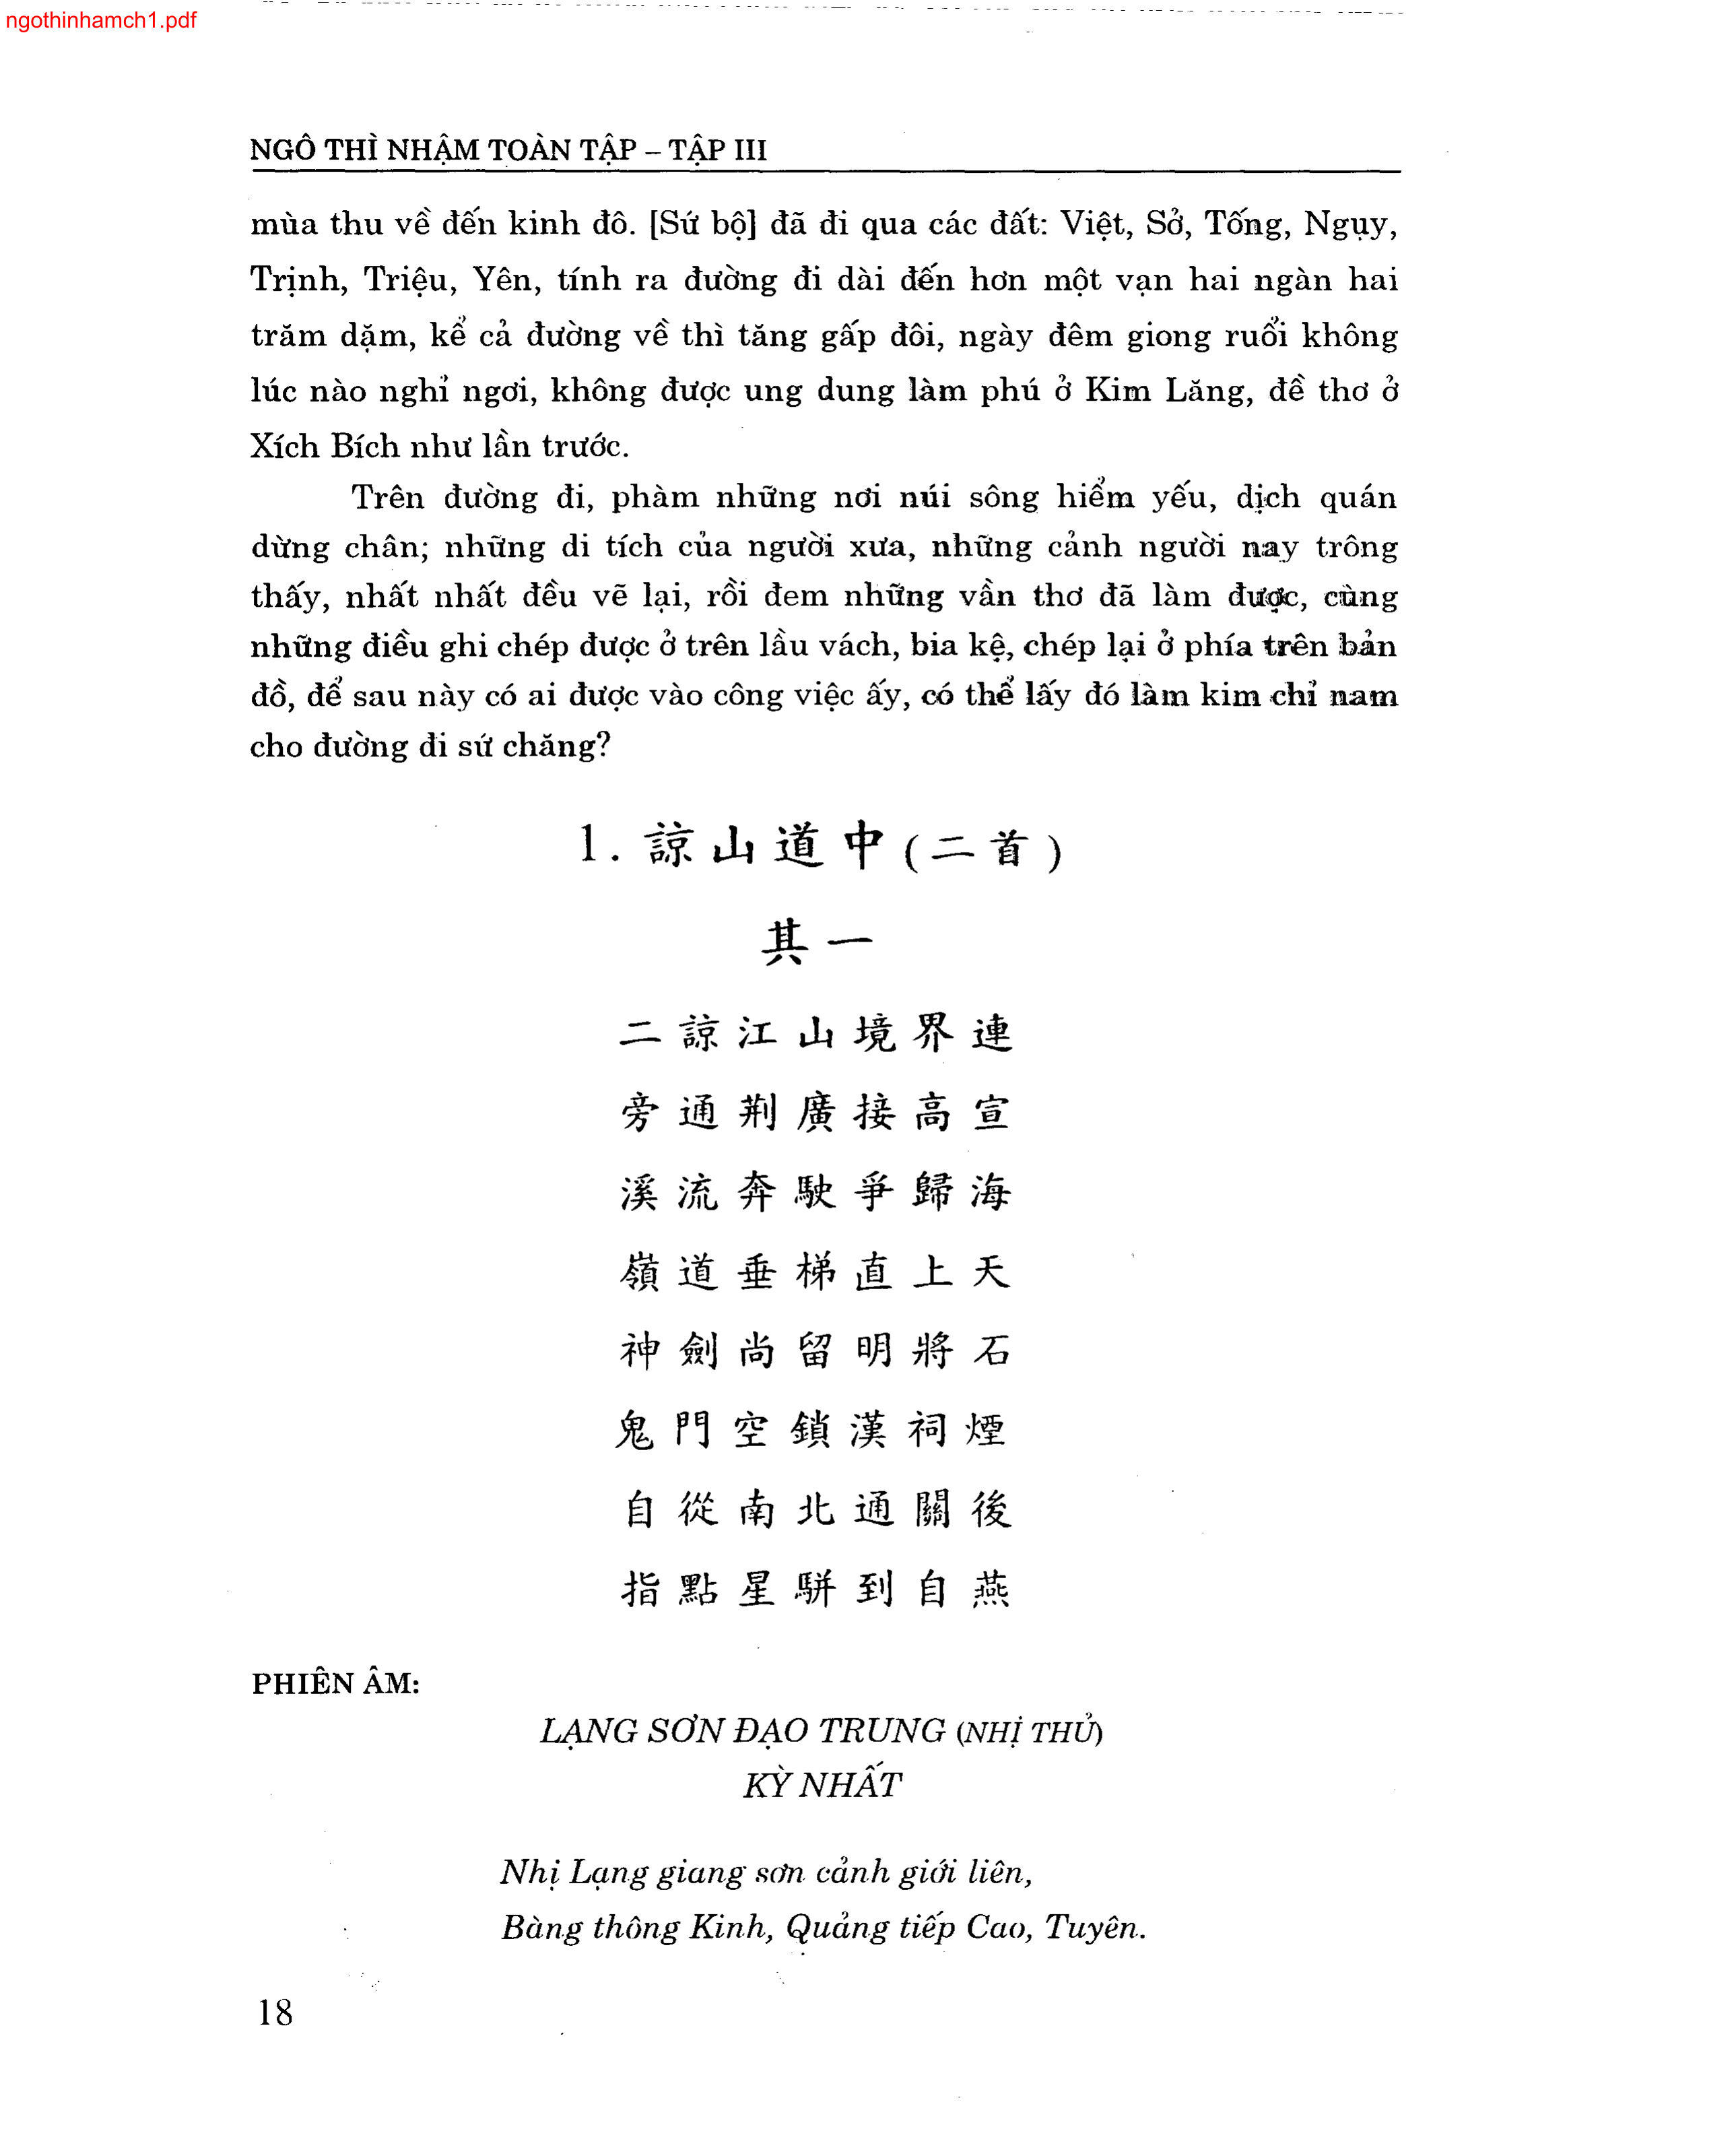 ngothinhamch1.pdf
NGÔ THÌ NHẬM TOÀN TẬP – TẬP III
mùa thu về đến kinh đô. [Sứ bộ] đã đi qua các đất: Việt, Sở, Tống, Ngụy,
Trịnh, Triệu, Yên, tính ra đường đi dài đến hơn một vạn hai ngàn hai
trăm dặm, kể cả đường về thì tăng gấp đôi, ngày đêm giong ruổi không
lúc nào nghỉ ngơi, không được ung dung làm phú ở Kim Lăng, đề thơ ở
Xích Bích như lần trước.
Trên đường đi, phàm những nơi núi sông hiểm yếu, dịch quán
dừng chân; những di tích của người xưa, những cảnh người nay trông
thấy, nhất nhất đều vẽ lại, rồi đem những vần thơ đã làm được, cùng
những điều ghi chép được ở trên lầu vách, bia kệ, chép lại ở phía trên bản
đồ, để sau này có ai được vào công việc ấy, có thể lấy đó làm kim chỉ nam
cho đường đi sứ chăng?
1. 諒山道中 (二首)
其一
二諒江山境界連
旁通荆廣接高宣
溪流奔駛爭歸海
嶺道垂梯直上天
神劍尚留明將石
鬼門空鎖漢祠煙
自從南北通關後
指點星駢到自燕
PHIÊN ÂM:
LẠNG SƠN ĐẠO TRUNG (NHỊ THỦ)
KỲ NHẤT
Nhị Lạng giang sơn cảnh giới liên,
Bàng thông Kinh, Quảng tiếp Cao, Tuyên.
18